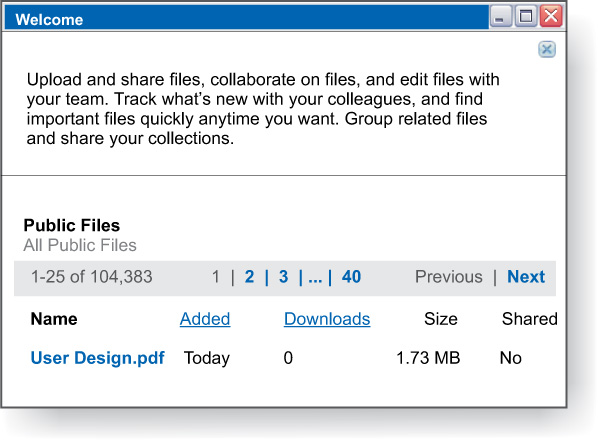 Welcome
Upload and share files, collaborate on files, and edit files with
your team. Track what's new with your colleagues, and find
important files quickly anytime you want. Group related files
and share your collections.
Public Files
All Public Files
1-25 of 104,383 1 | 2 | 3 | ... | 40 Previous | Next
Name Added Downloads Size Shared
User Design.pdf Today 0 1.73 MB No